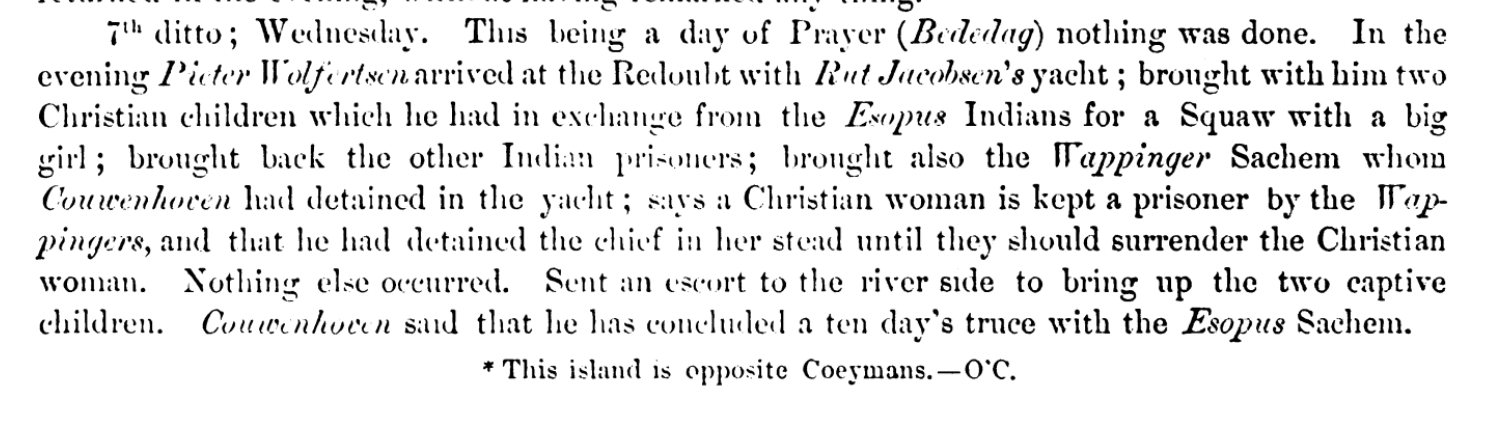 7th ditto; Wednesday. This being a day of Prayer (Bededag) nothing was done. In the
evening Pieter Wolfertsen arrived at the Redoubt with Rut Jacobsen's yacht; brought with him two
Christian children which he had in exchange from the Esopus Indians for a Squaw with a big
girl; brought back the other Indian prisoners; brought also the Wappinger Sachem whom
Couwenhoven had detained in the yacht; says a Christian woman is kept a prisoner by the Wap-
pingers, and that he had detained the chief in her stead until they should surrender the Christian
woman. Nothing else occurred. Sent an escort to the river side to bring up the two captive
children. Couwenhoven said that he has concluded a ten day's truce with the Esopus Sachem.
* This island is opposite Coeymans.—O'C.